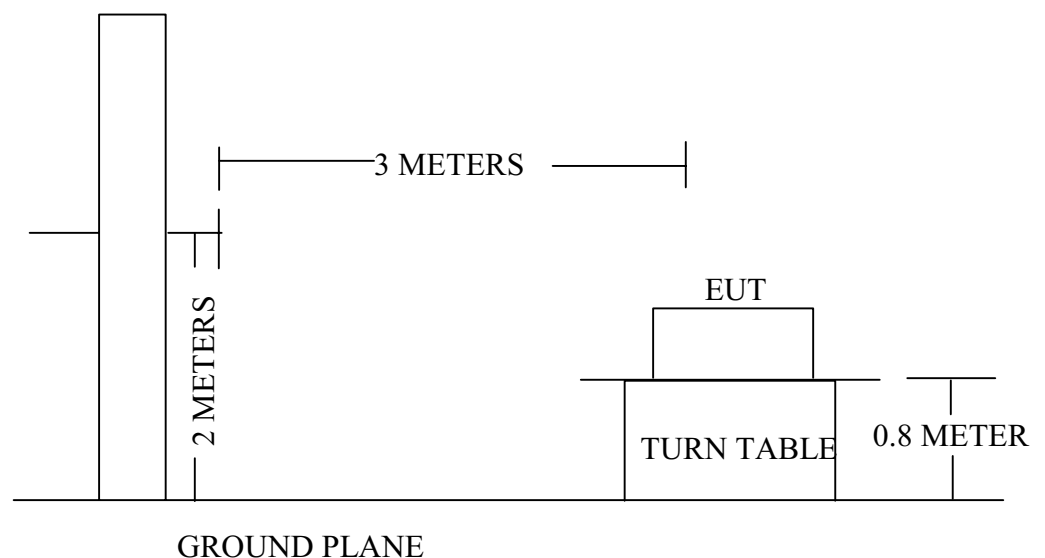 3 METERS
EUT
2 METERS
TURN TABLE
0.8 METER
GROUND PLANE